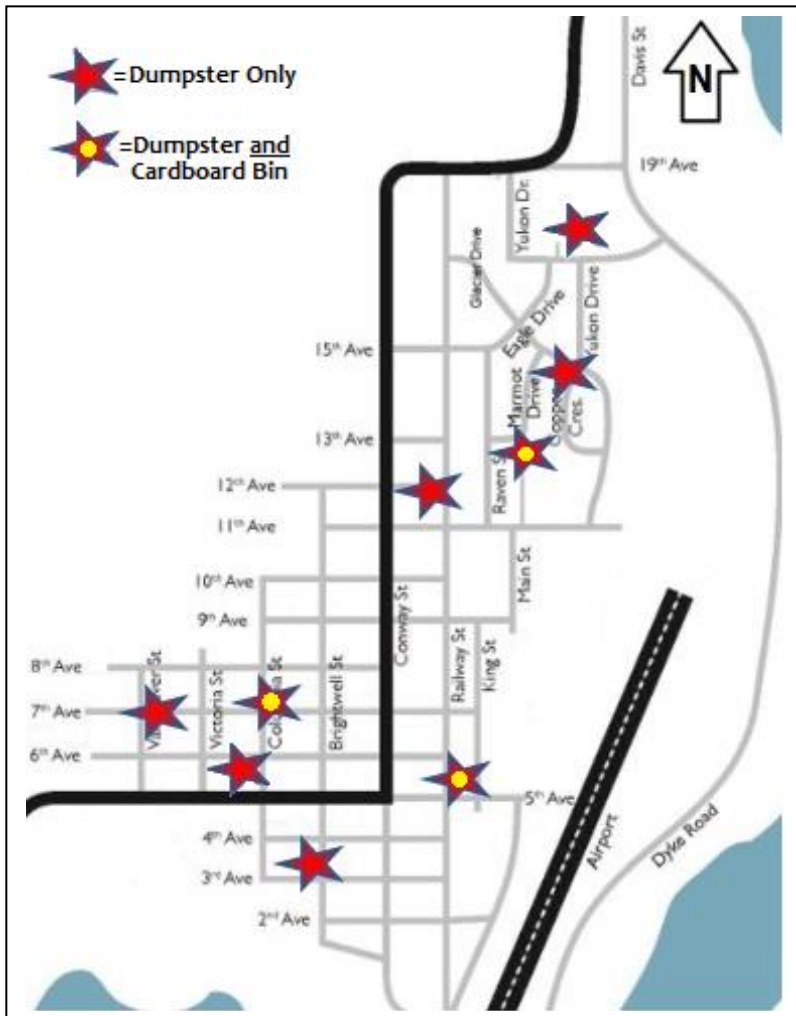 =Dumpster Only
=Dumpster and
Cardboard Bin
N
Davis St
19th Ave
Yukon Dr.
Glacier Drive
Eagle Drive
Yukon Drive
15th Ave
Marmot
Drive
Cres.
13th Ave
Raven
12th Ave
11th Ave
10th Ave
Main St
9th Ave
Conway St
8th Ave
Railway St
King St
7th Ave
Victoria St
Brightwell St
6th Ave
5th Ave
4th Ave
3rd Ave
2nd Ave
Airport
Dyke Road